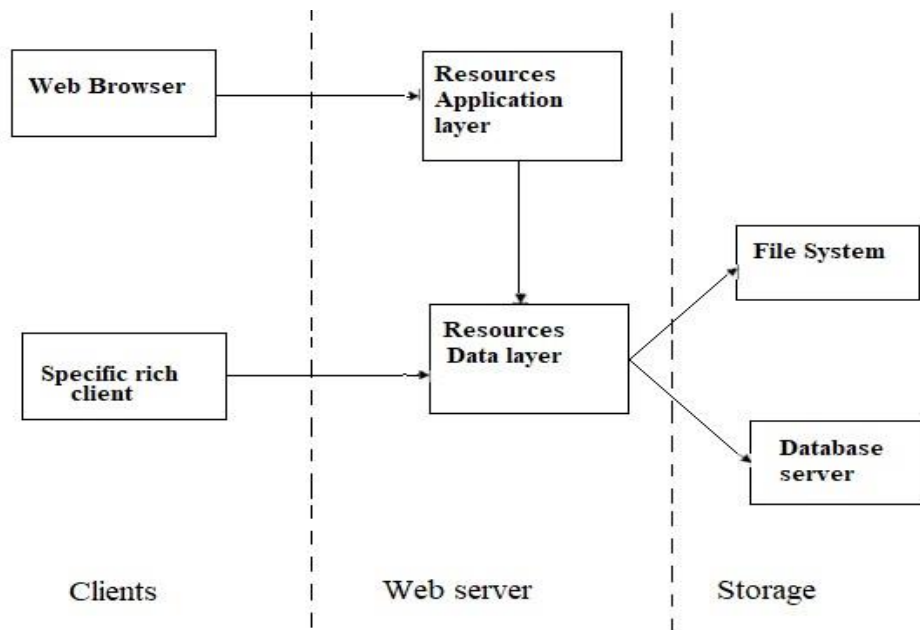 Web Browser
Resources
Application
layer
File System
Resources
Data layer
Specific rich
client
Database
server
Clients
Web server
Storage